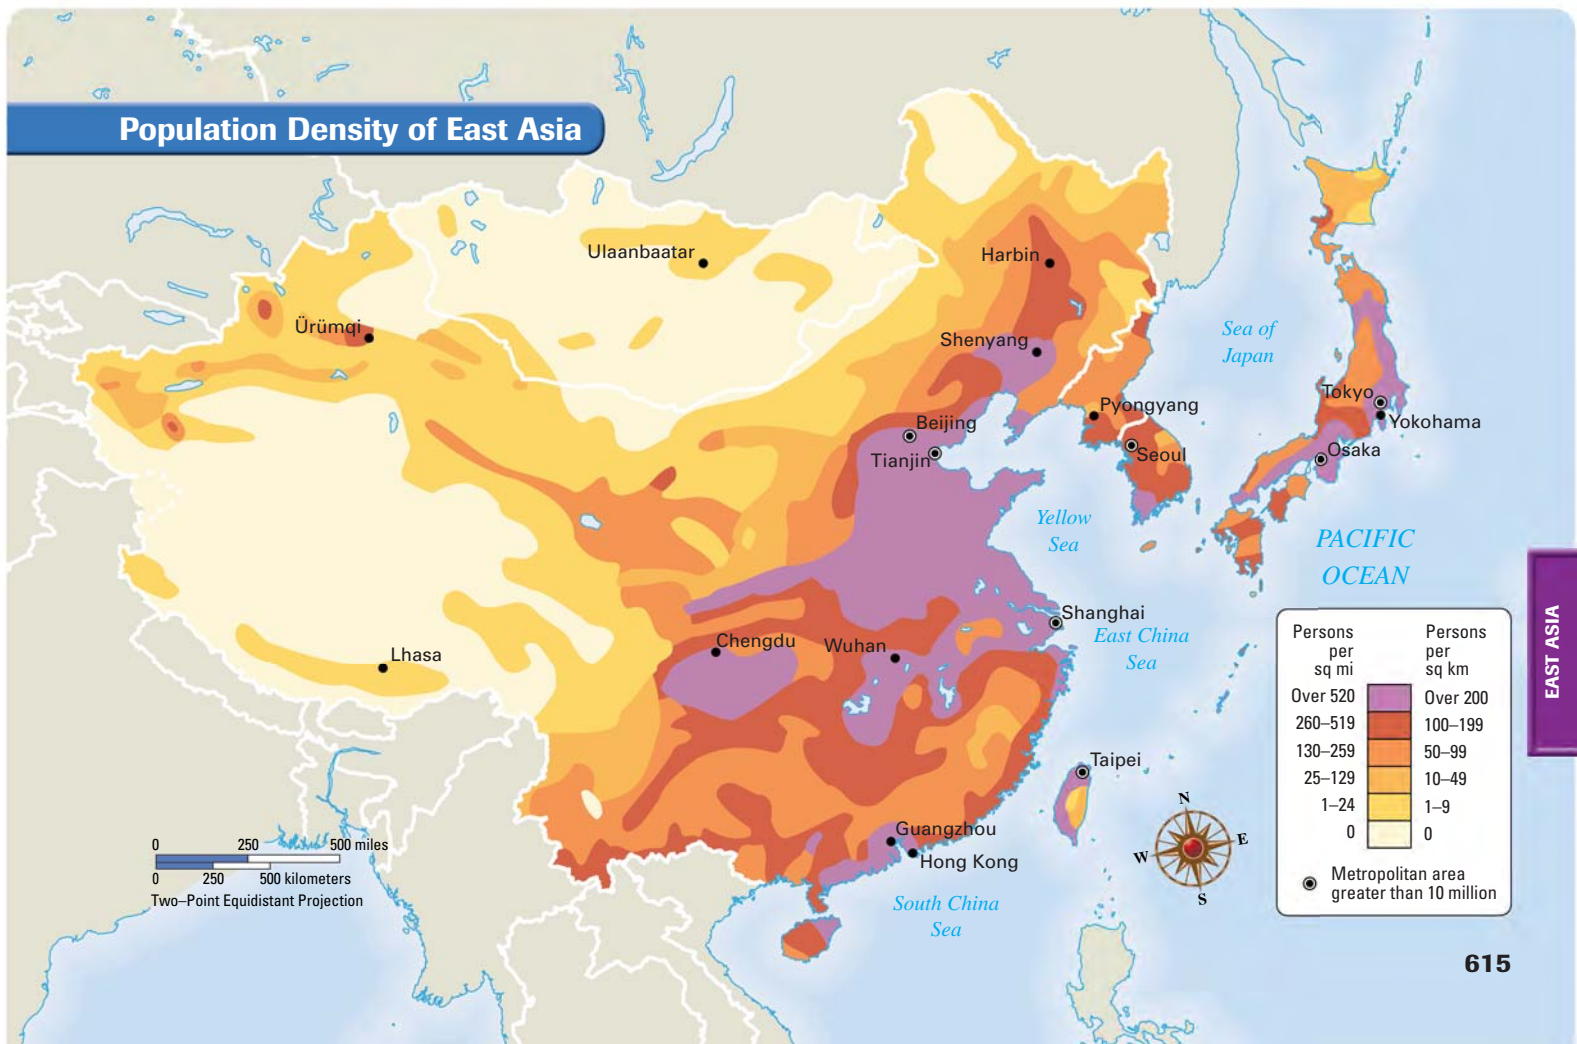 Population Density of East Asia
Ulaanbaatar
Harbin
Ürümqi
Shenyang
Sea of
Japan
Tokyo
Pyongyang
Beijing
Yokohama
Tianjin
Seoul
Osaka
Yellow
Sea
PACIFIC
OCEAN
Shanghai
East China
Sea
Chengdu
Wuhan
Lhasa
Taipei
Guangzhou
Hong Kong
South China
Sea
0 250 500 miles
0 250 500 kilometers
Two–Point Equidistant Projection
N
W E
S
Persons
per
sq mi
Persons
per
sq km
Over 520 Over 200
260–519 100–199
130–259 50–99
25–129 10–49
1–24 1–9
0 0
Metropolitan area
greater than 10 million
EAST ASIA
615